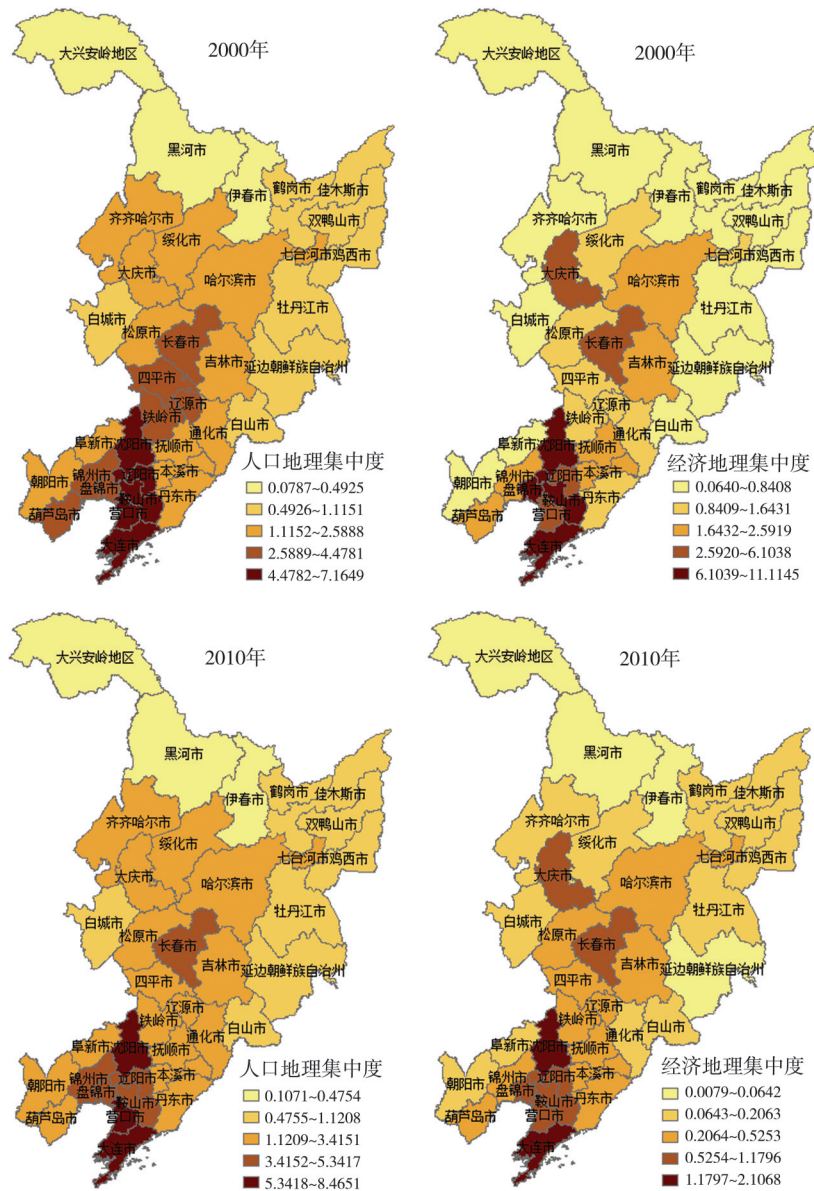 2000年
大兴安岭地区
黑河市
伊春市
鹤岗市
佳木斯市
齐齐哈尔市
双鸭山市
绥化市
七台河市
鸡西市
大庆市
哈尔滨市
牡丹江市
白城市
松原市
长春市
吉林市
延边朝鲜族自治州
四平市
辽源市
铁岭市
白山市
通化市
阜新市
沈阳市
抚顺市
朝阳市
锦州市
辽阳市
本溪市
盘锦市
鞍山市
丹东市
葫芦岛市
营口市
大连市
人口地理集中度
0.0787~0.4925
0.4926~1.1151
1.1152~2.5888
2.5889~4.4781
4.4782~7.1649
2000年
大兴安岭地区
黑河市
伊春市
鹤岗市
佳木斯市
齐齐哈尔市
双鸭山市
绥化市
七台河市
鸡西市
大庆市
哈尔滨市
牡丹江市
白城市
松原市
长春市
吉林市
延边朝鲜族自治州
四平市
辽源市
铁岭市
白山市
通化市
阜新市
沈阳市
抚顺市
朝阳市
锦州市
辽阳市
本溪市
盘锦市
鞍山市
丹东市
葫芦岛市
营口市
大连市
经济地理集中度
0.0640~0.8408
0.8409~1.6431
1.6432~2.5919
2.5920~6.1038
6.1039~11.1145
2010年
大兴安岭地区
黑河市
伊春市
鹤岗市
佳木斯市
齐齐哈尔市
双鸭山市
绥化市
七台河市
鸡西市
大庆市
哈尔滨市
牡丹江市
白城市
松原市
长春市
吉林市
延边朝鲜族自治州
四平市
辽源市
铁岭市
白山市
通化市
阜新市
沈阳市
抚顺市
朝阳市
锦州市
辽阳市
本溪市
盘锦市
鞍山市
丹东市
葫芦岛市
营口市
大连市
人口地理集中度
0.1071~0.4754
0.4755~1.1208
1.1209~3.4151
3.4152~5.3417
5.3418~8.4651
2010年
大兴安岭地区
黑河市
伊春市
鹤岗市
佳木斯市
齐齐哈尔市
双鸭山市
绥化市
七台河市
鸡西市
大庆市
哈尔滨市
牡丹江市
白城市
松原市
长春市
吉林市
延边朝鲜族自治州
四平市
辽源市
铁岭市
白山市
通化市
阜新市
沈阳市
抚顺市
朝阳市
锦州市
辽阳市
本溪市
盘锦市
鞍山市
丹东市
葫芦岛市
营口市
大连市
经济地理集中度
0.0079~0.0642
0.0643~0.2063
0.2064~0.5253
0.5254~1.1796
1.1797~2.1068